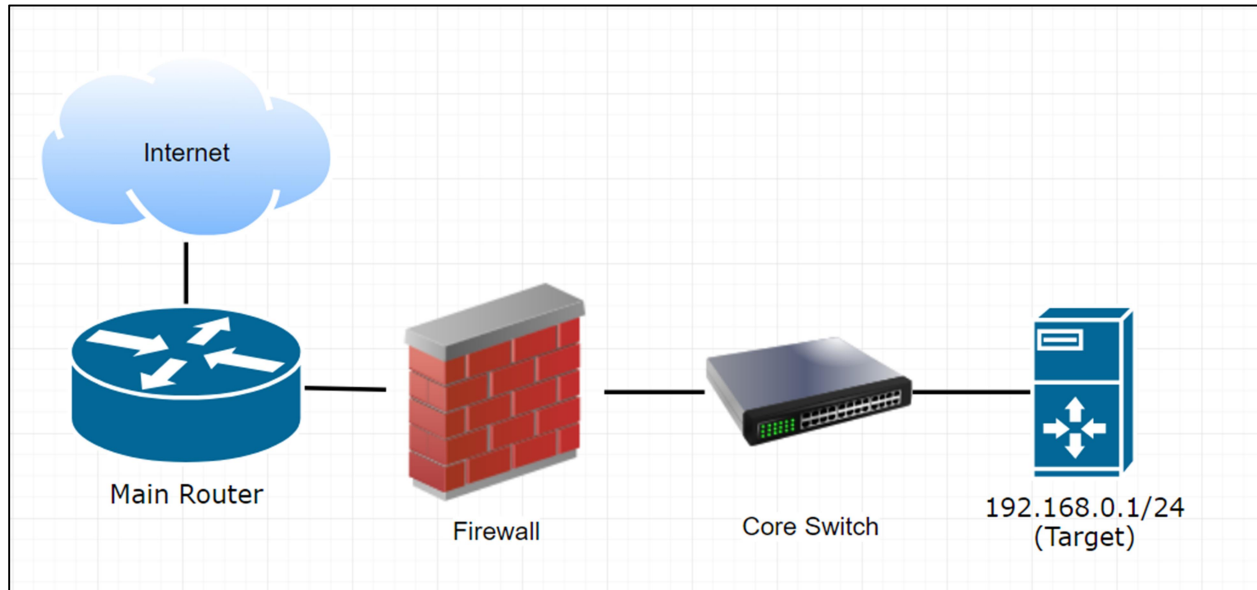 Internet
Main Router
Firewall
Core Switch
192.168.0.1/24
(Target)